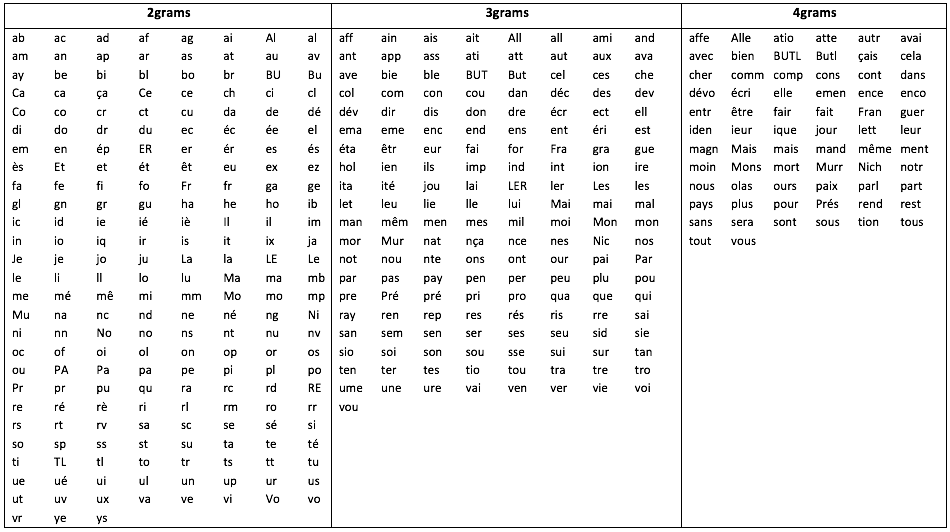 2grams 3grams 4grams
ab ac ad af ag ai Al al aff ain ais ait All all ami and affe Alle atio atte autr avai
am an ap ar as at au av ant app ass ati att aut aux ava avec bien BUTL Butl çais cela
ay be bi bl bo br BU Bu ave bie ble BUT But cel ces che cher comm comp cons cont dans
Ca ca ça Ce ce ch ci cl col com con cou dan déc des dev dévo écri elle emen ence enco
Co co cr ct cu da de dé dév dir dis don dre écr ect ell entr être fair fait Fran guer
di do dr du ec éc ée el ema eme enc end ens ent éri est iden ieur ique jour lett leur
em en ép ER er ér es és éta êtr eur fai for Fra gra gue magn Mais mais mand même ment
ès Et et ét êt eu ex ez hol ien ils imp ind int ion ire moin Mons mort Murr Nich notr
fa fe fi fo Fr fr ga ge ita ité jou lai LER ler Les les nous olas ours paix parl part
gl gn gr gu ha he ho ib let leu lie lle lui Mai mai mal pays plus pour Prés rend rest
ic id ie ié iè Il il im man mêm men mes mil moi Mon mon sans sera sont sous tion tous
in io iq ir is it ix ja mor Mur nat nça nce nes Nic nos tout vous
Je je jo ju La la LE Le not nou nte ons ont our pai Par
le li ll lo lu Ma ma mb par pas pay pen per peu plu pou
me mé mê mi mm Mo mo mp pre Pré pré pri pro qua que qui
Mu na nc nd ne né ng Ni ray ren rep res rés ris rre sai
ni nn No no ns nt nu nv san sem sen ser ses seu sid sie
oc of oi ol on op or os sio soi son sou sse sui sur tan
ou PA Pa pa pe pi pl po ten ter tes tio tou tra tre tro
Pr pr pu qu ra rc rd RE ume une ure vai ven ver vie voi
re ré rè ri rl rm ro rr vou
rs rt rv sa sc se sé si
so sp ss st su ta te té
ti TL tl to tr ts tt tu
ue ué ui ul un up ur us
ut uv ux va ve vi Vo vo
vr ye ys